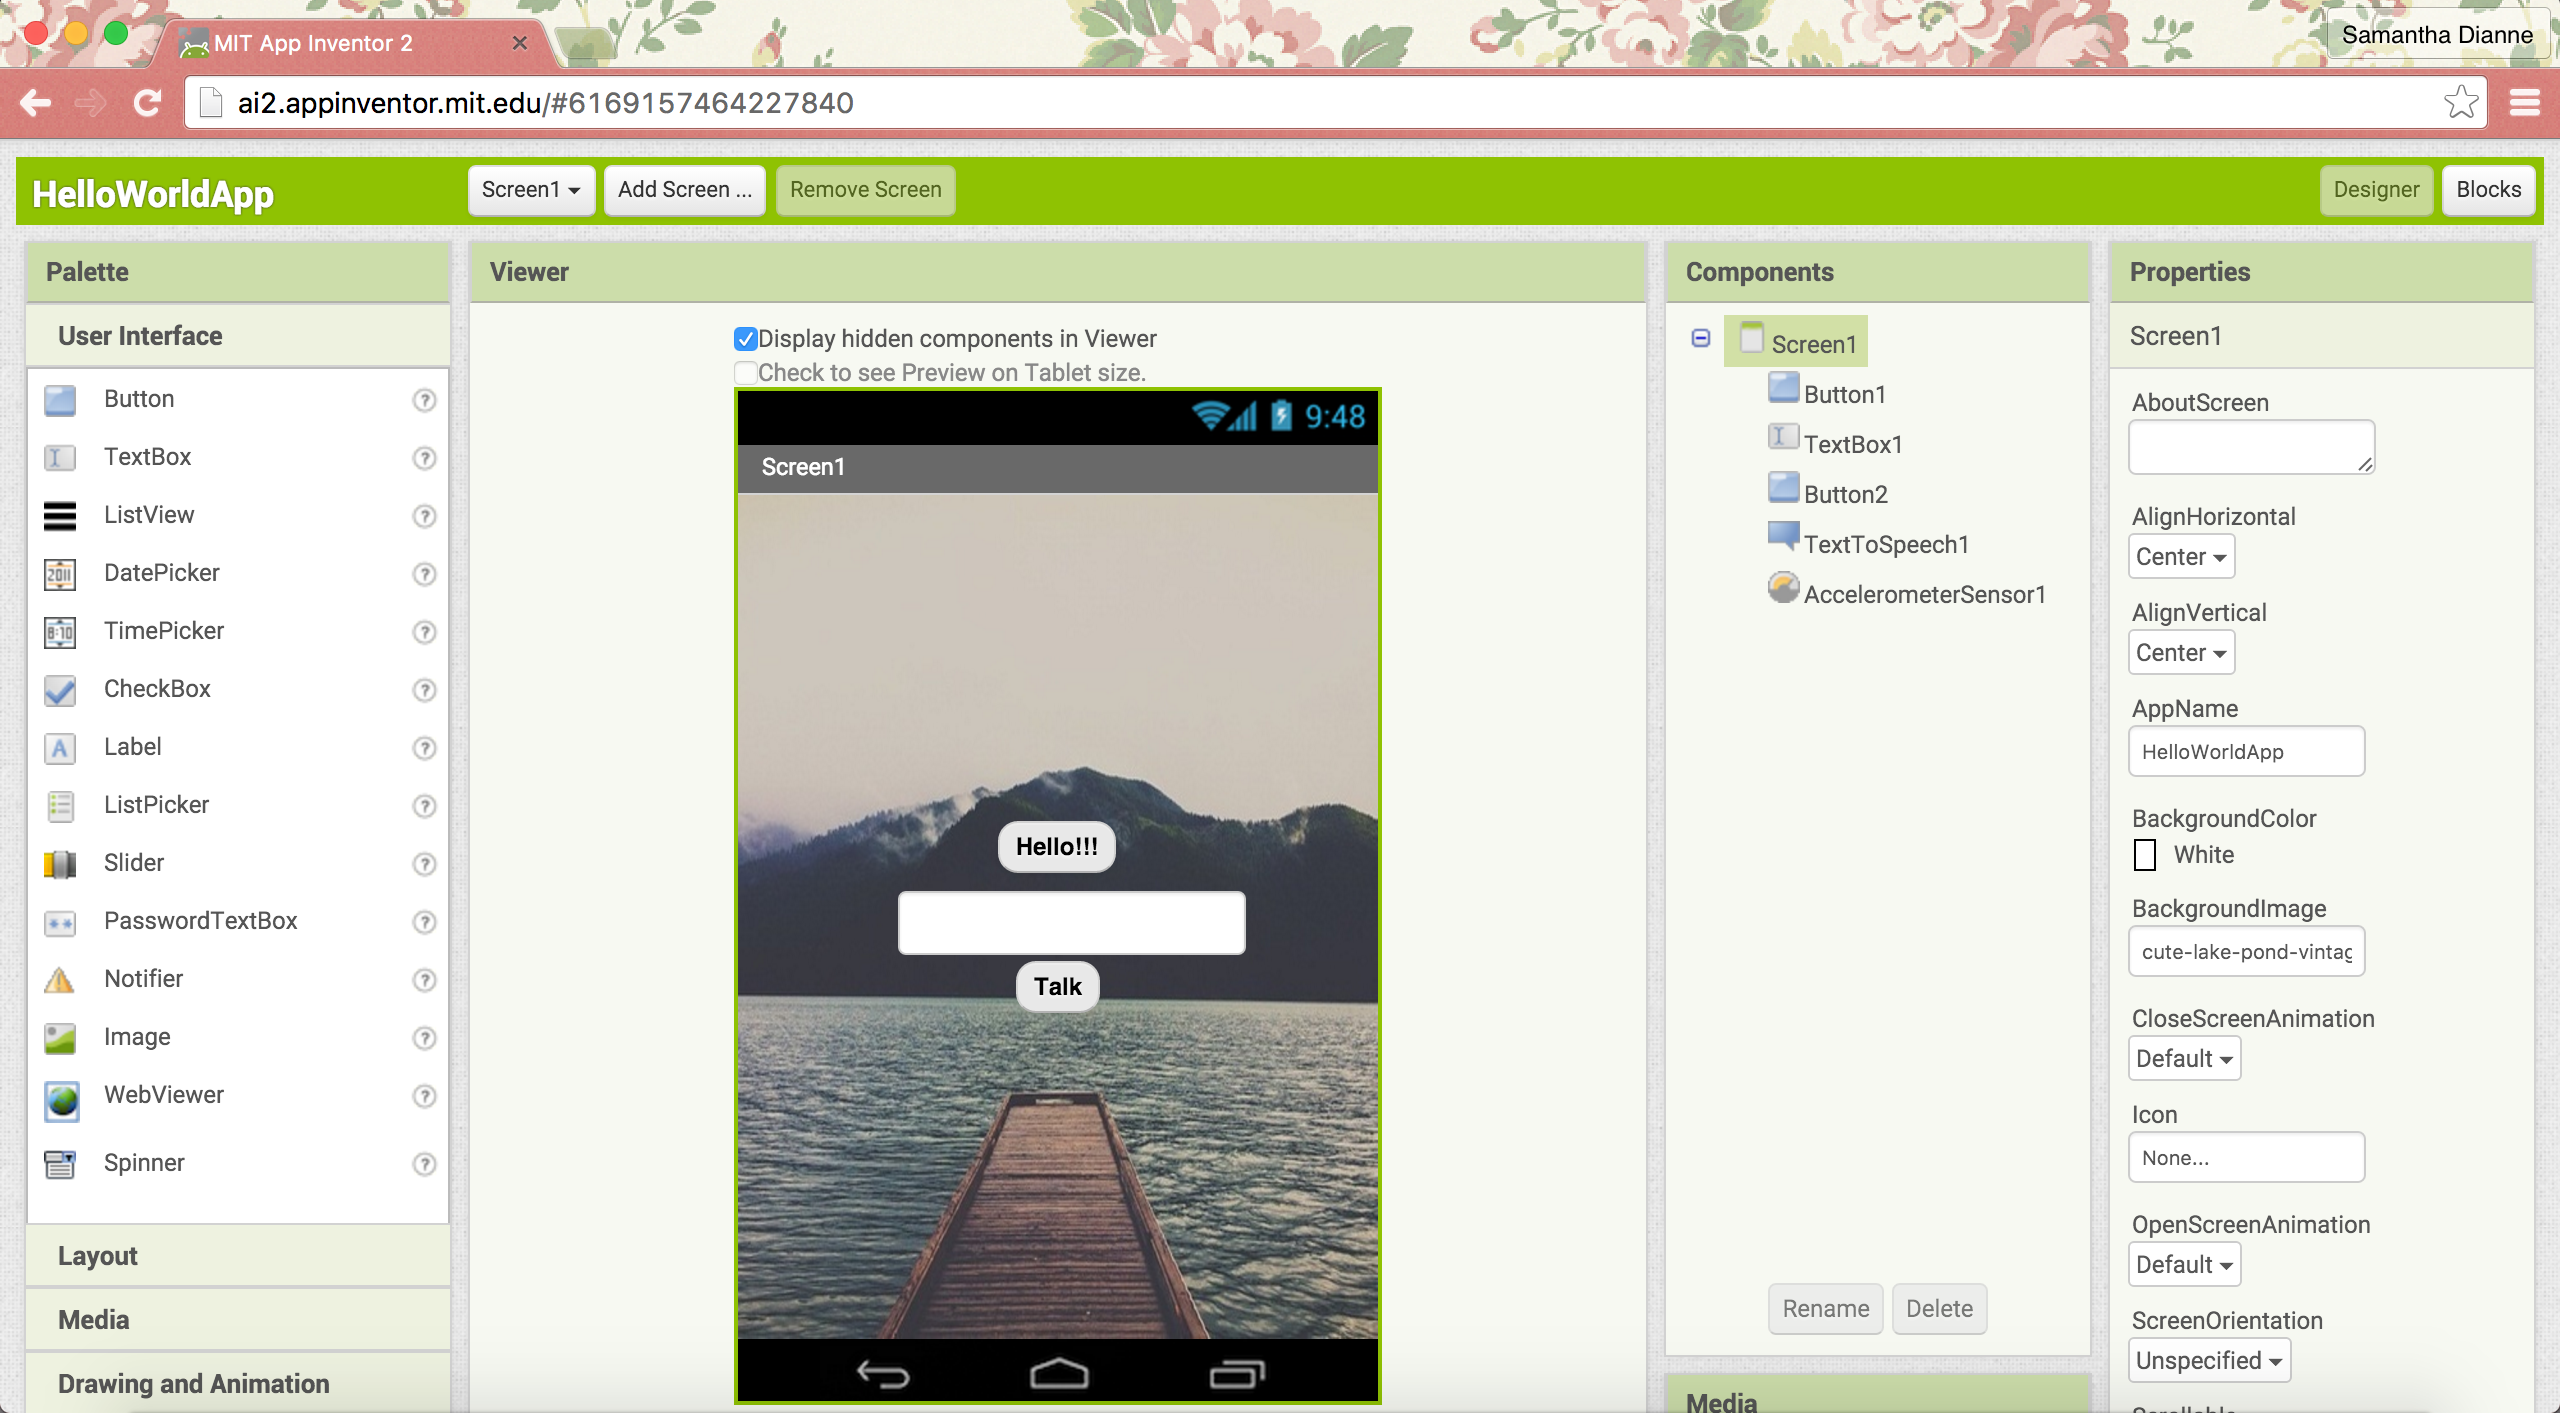 MIT App Inventor 2
Samantha Dianne
ai2.appinventor.mit.edu/#6169157464227840
HelloWorldApp
Screen1
Add Screen ...
Remove Screen
Designer
Blocks
Palette
User Interface
Button
TextBox
ListView
DatePicker
TimePicker
CheckBox
Label
ListPicker
Slider
PasswordTextBox
Notifier
Image
WebViewer
Spinner
Layout
Media
Drawing and Animation
Viewer
Display hidden components in Viewer
Check to see Preview on Tablet size.
9:48
Screen1
Hello!!!
Talk
Components
Screen1
Button1
TextBox1
Button2
TextToSpeech1
AccelerometerSensor1
Rename
Delete
Media
Properties
Screen1
AboutScreen
AlignHorizontal
Center
AlignVertical
Center
AppName
HelloWorldApp
BackgroundColor
White
BackgroundImage
cute-lake-pond-vintag
CloseScreenAnimation
Default
Icon
None...
OpenScreenAnimation
Default
ScreenOrientation
Unspecified